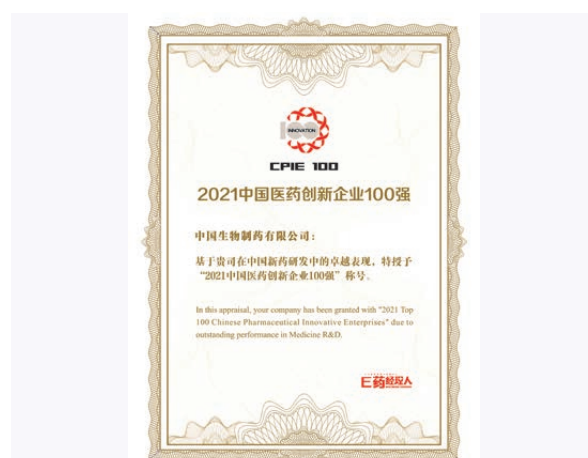 100
INNOVATION
CPIE 100
2021中国医药创新企业100强
中国生物制药有限公司：
基于贵司在中国新药研发中的卓越表现，特授予
“2021中国医药创新企业100强”称号。
In this appraisal, your company has been granted with "2021 Top
100 Chinese Pharmaceutical Innovative Enterprises" due to
outstanding performance in Medicine R&D.
E药经理人